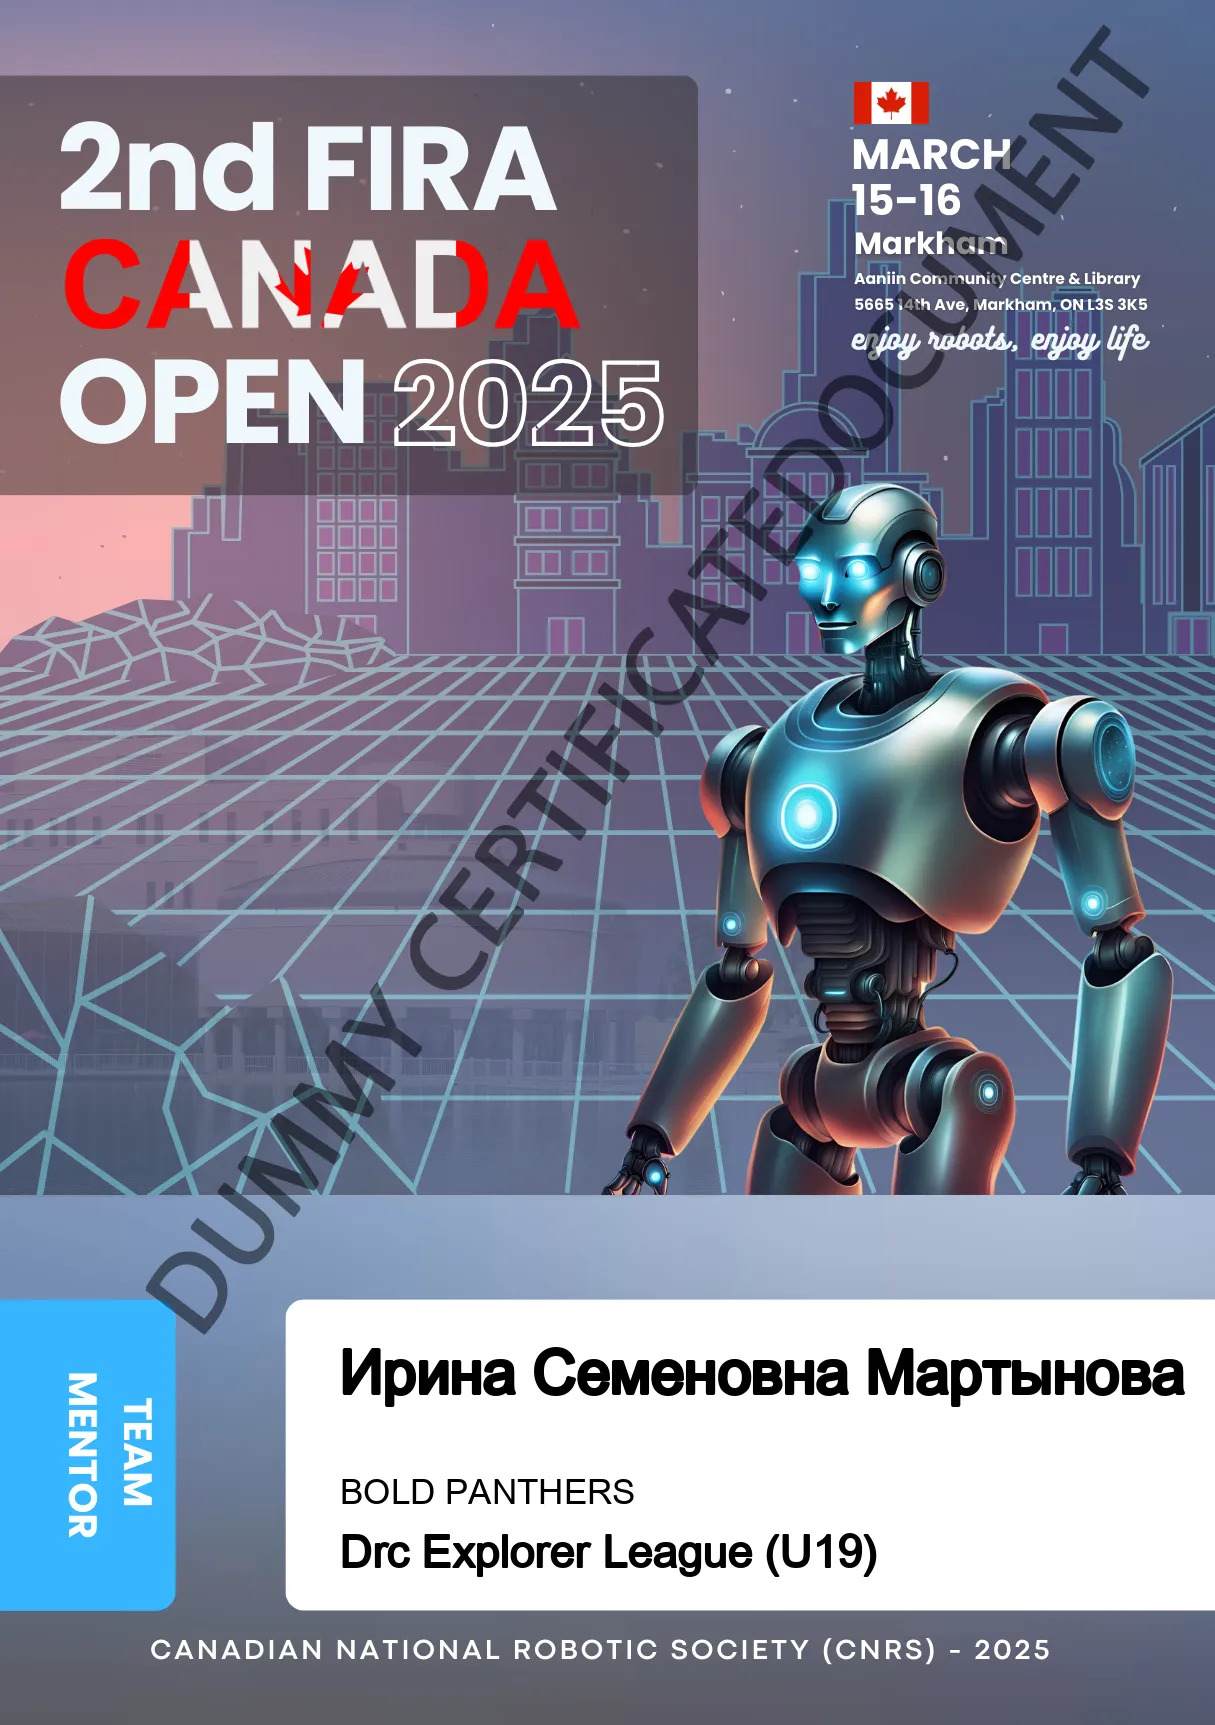 2nd FIRA
CANADA
OPEN 2025
MARCH
15-16
Markham
Aaniin Community Centre & Library
5665 14th Ave, Markham, ON L3S 3K5
enjoy robots, enjoy life
DUMMY CERTIFICATEDOCUMENT
TEAM
MENTOR
Ирина Семеновна Мартынова
BOLD PANTHERS
Drc Explorer League (U19)
CANADIAN NATIONAL ROBOTIC SOCIETY (CNRS) - 2025